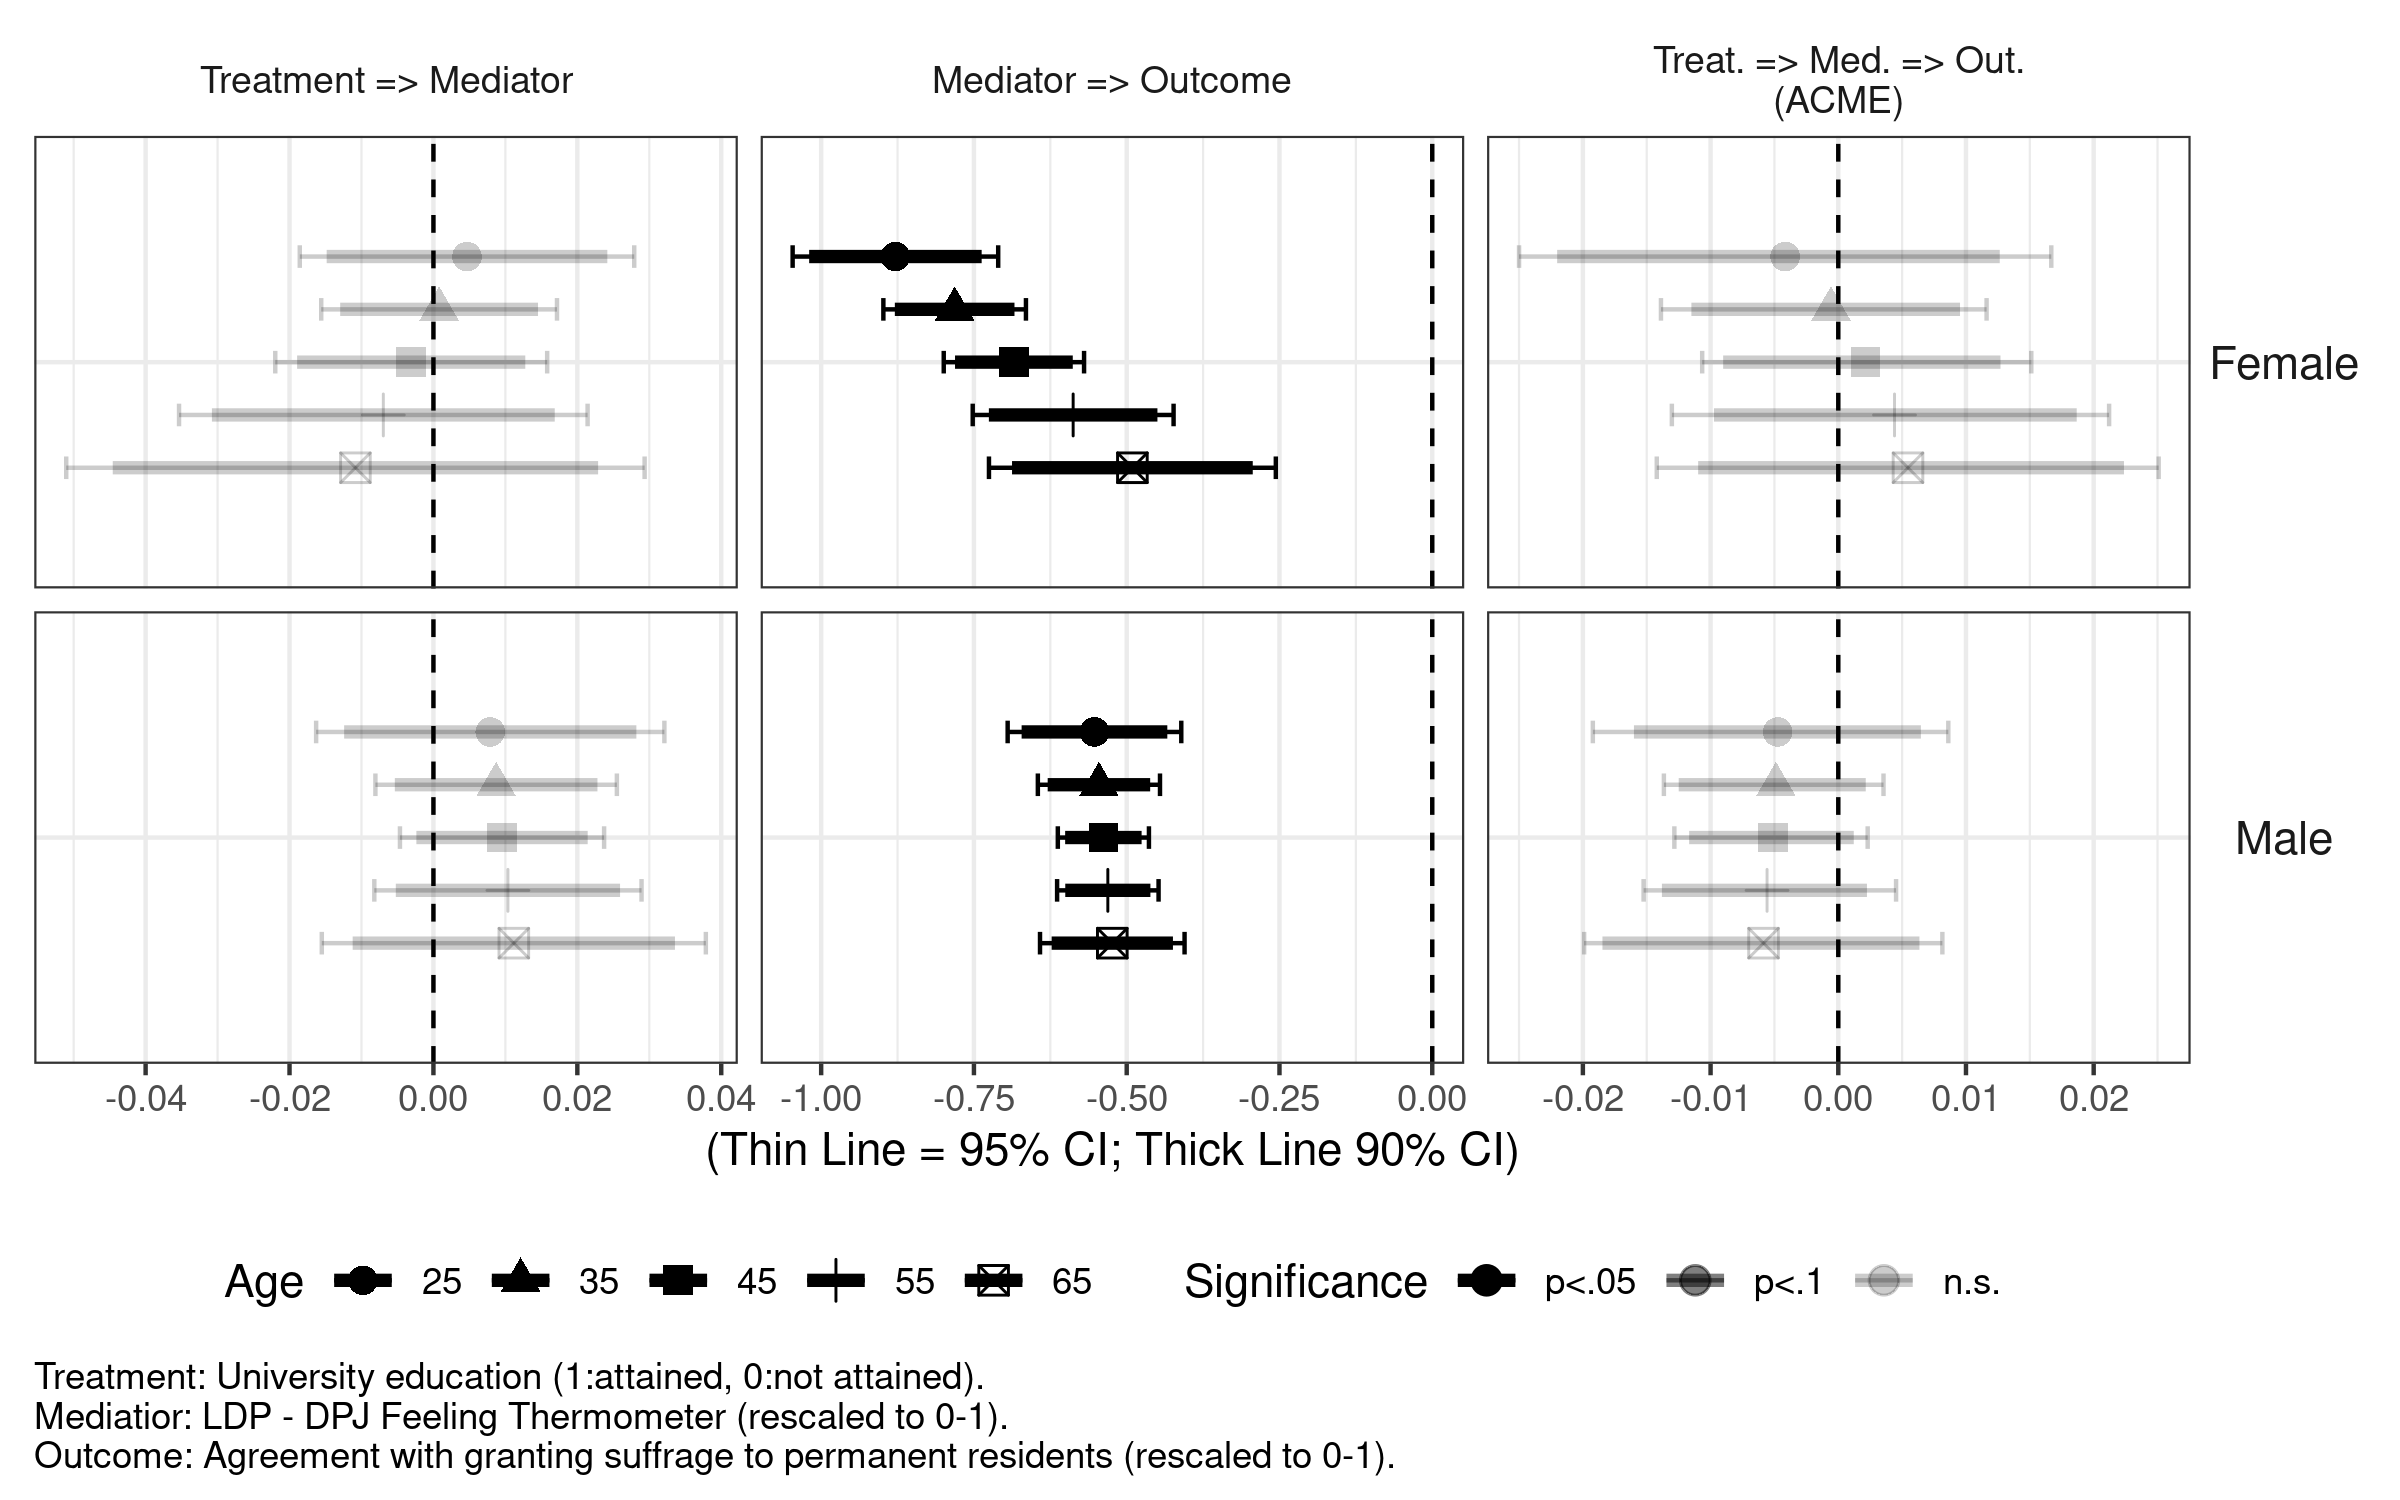 Treatment => Mediator
Mediator => Outcome
Treat. => Med. => Out.
(ACME)
Female
Male
-0.04 -0.02 0.00 0.02 0.04 -1.00 -0.75 -0.50 -0.25 0.00 -0.02 -0.01 0.00 0.01 0.02
(Thin Line = 95% CI; Thick Line 90% CI)
Age 25 35 45 55 65 Significance p<.05 p<.1 n.s.
Treatment: University education (1:attained, 0:not attained).
Mediatior: LDP - DPJ Feeling Thermometer (rescaled to 0-1).
Outcome: Agreement with granting suffrage to permanent residents (rescaled to 0-1).